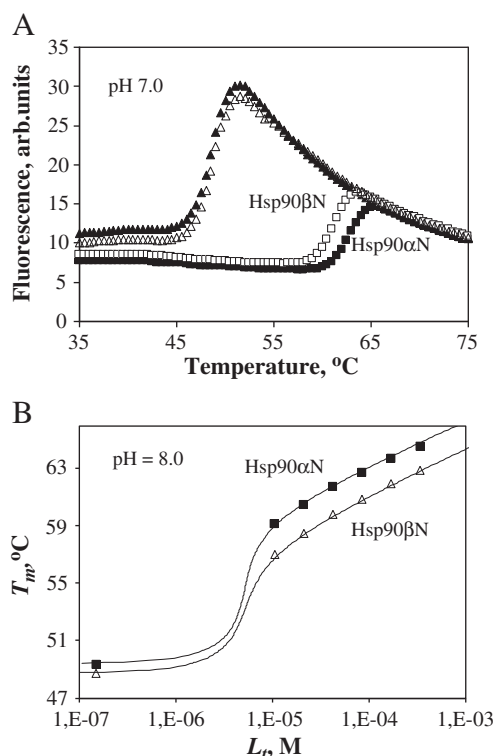 A
35
30
25
20
15
10
5
0
Fluorescence, arb.units
pH 7.0
Hsp90βN
Hsp90αN
35 45 55 65 75
Temperature, ºC
B
63
59
55
51
47
Tm, ºC
pH = 8.0
Hsp90αN
Hsp90βN
1,E-07 1,E-06 1,E-05 1,E-04 1,E-03
Lt, M